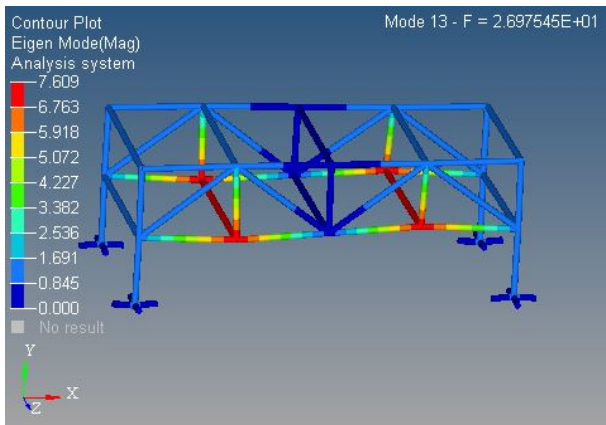 Contour Plot
Mode 13 - F = 2.697545E+01
Eigen Mode(Mag)
Analysis system
7.609
6.763
5.918
5.072
4.227
3.382
2.536
1.691
0.845
0.000
No result
Y
X
Z